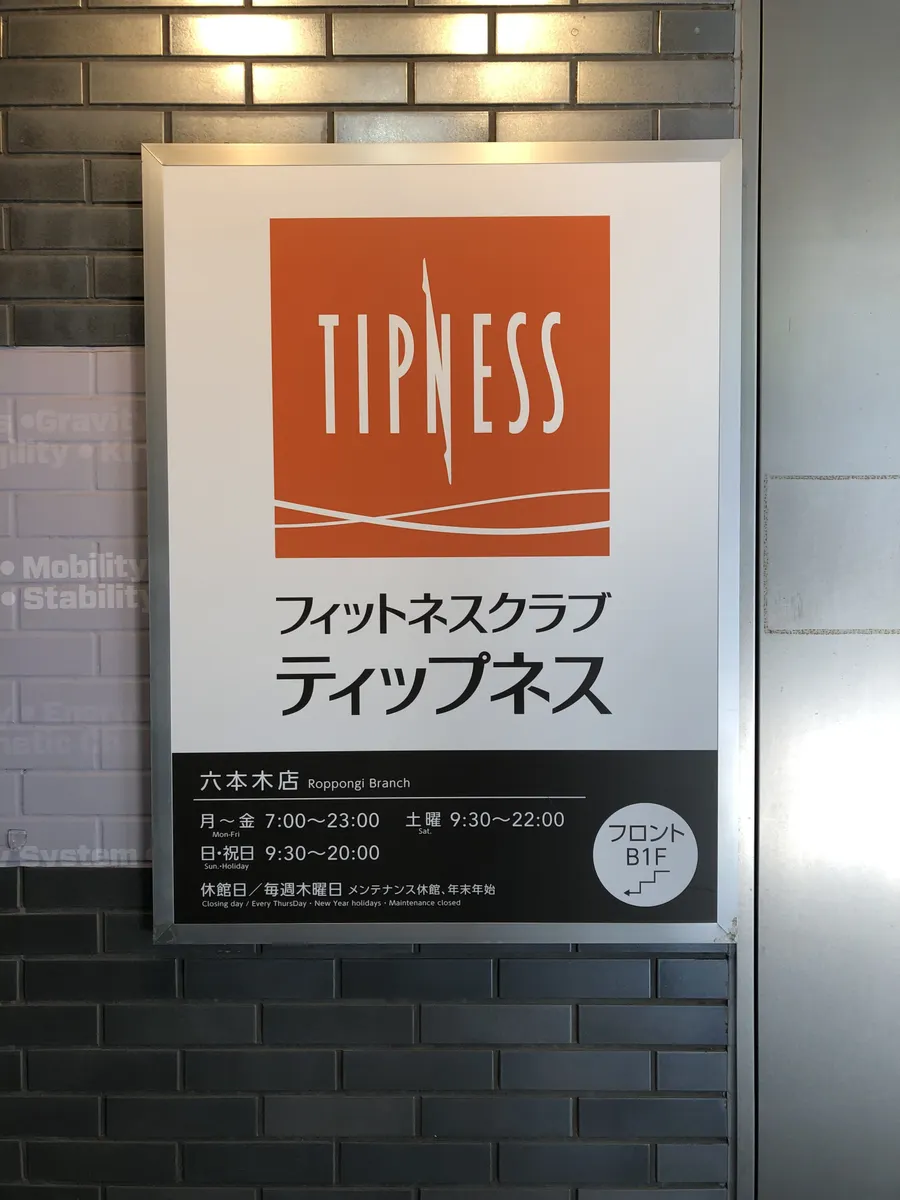 TIPNESS
フィットネスクラブ
ティップネス
六本木店 Roppongi Branch
月〜金 7:00〜23:00 土曜 9:30〜22:00
Mon-Fri Sat.
日・祝日 9:30〜20:00
Sun.・Holiday
休館日／毎週木曜日 メンテナンス休館、年末年始
Closing day / Every ThursDay・New Year holidays・Maintenance closed
フロント
B1F
• Mobility
• Stability
System